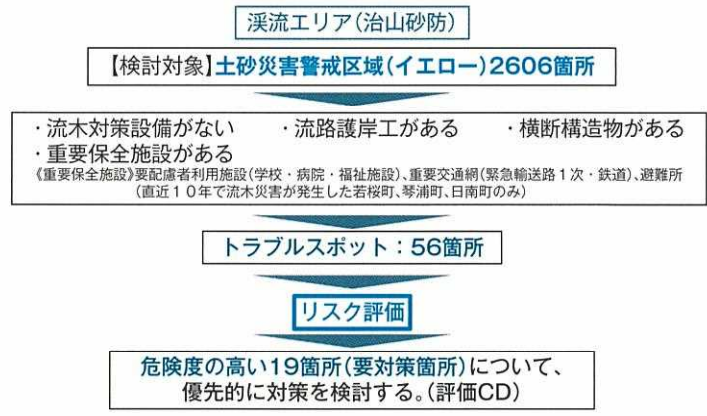 渓流エリア(治山砂防)
【検討対象】土砂災害警戒区域(イエロー)2606箇所
・流木対策設備がない　・流路護岸工がある　・横断構造物がある
・重要保全施設がある
《重要保全施設》要配慮者利用施設(学校・病院・福祉施設)、重要交通網(緊急輸送路1次・鉄道)、避難所
(直近10年で流木災害が発生した若桜町、琴浦町、日南町のみ)
トラブルスポット：56箇所
リスク評価
危険度の高い19箇所(要対策箇所)について、
優先的に対策を検討する。(評価CD)